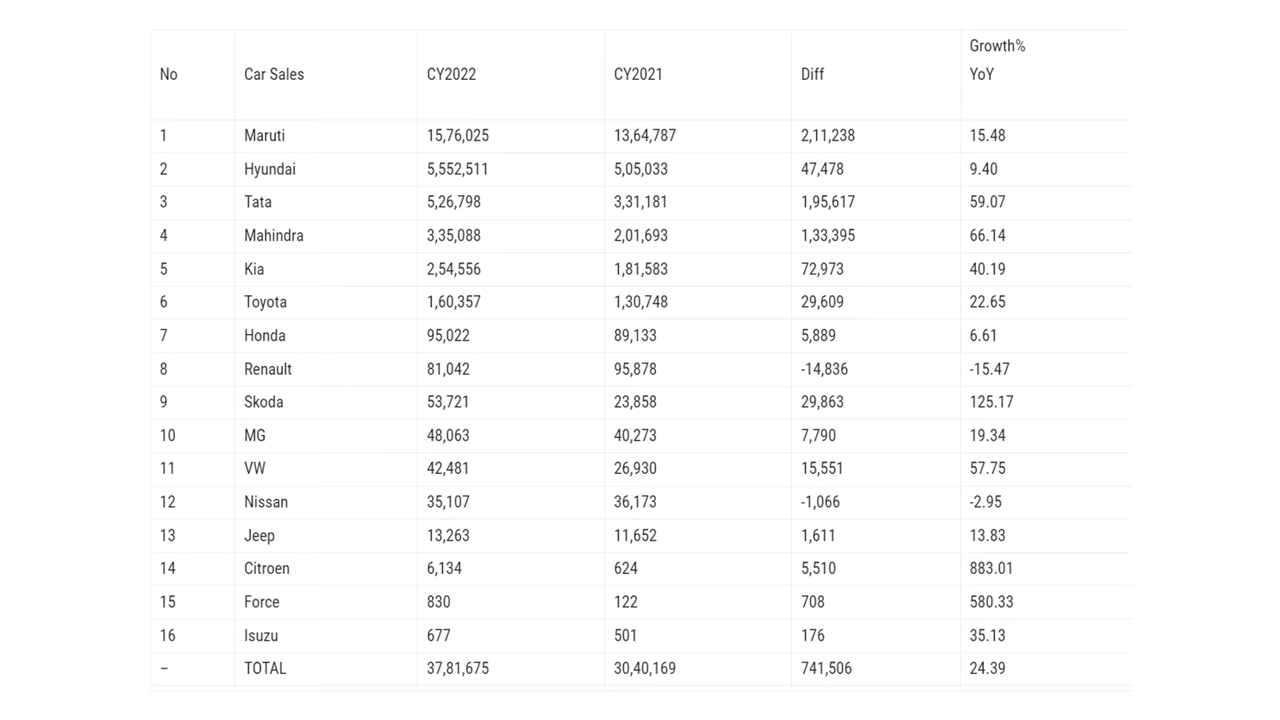 No Car Sales CY2022 CY2021 Diff Growth% YoY
1 Maruti 15,76,025 13,64,787 2,11,238 15.48
2 Hyundai 5,552,511 5,05,033 47,478 9.40
3 Tata 5,26,798 3,31,181 1,95,617 59.07
4 Mahindra 3,35,088 2,01,693 1,33,395 66.14
5 Kia 2,54,556 1,81,583 72,973 40.19
6 Toyota 1,60,357 1,30,748 29,609 22.65
7 Honda 95,022 89,133 5,889 6.61
8 Renault 81,042 95,878 -14,836 -15.47
9 Skoda 53,721 23,858 29,863 125.17
10 MG 48,063 40,273 7,790 19.34
11 VW 42,481 26,930 15,551 57.75
12 Nissan 35,107 36,173 -1,066 -2.95
13 Jeep 13,263 11,652 1,611 13.83
14 Citroen 6,134 624 5,510 883.01
15 Force 830 122 708 580.33
16 Isuzu 677 501 176 35.13
– TOTAL 37,81,675 30,40,169 741,506 24.39